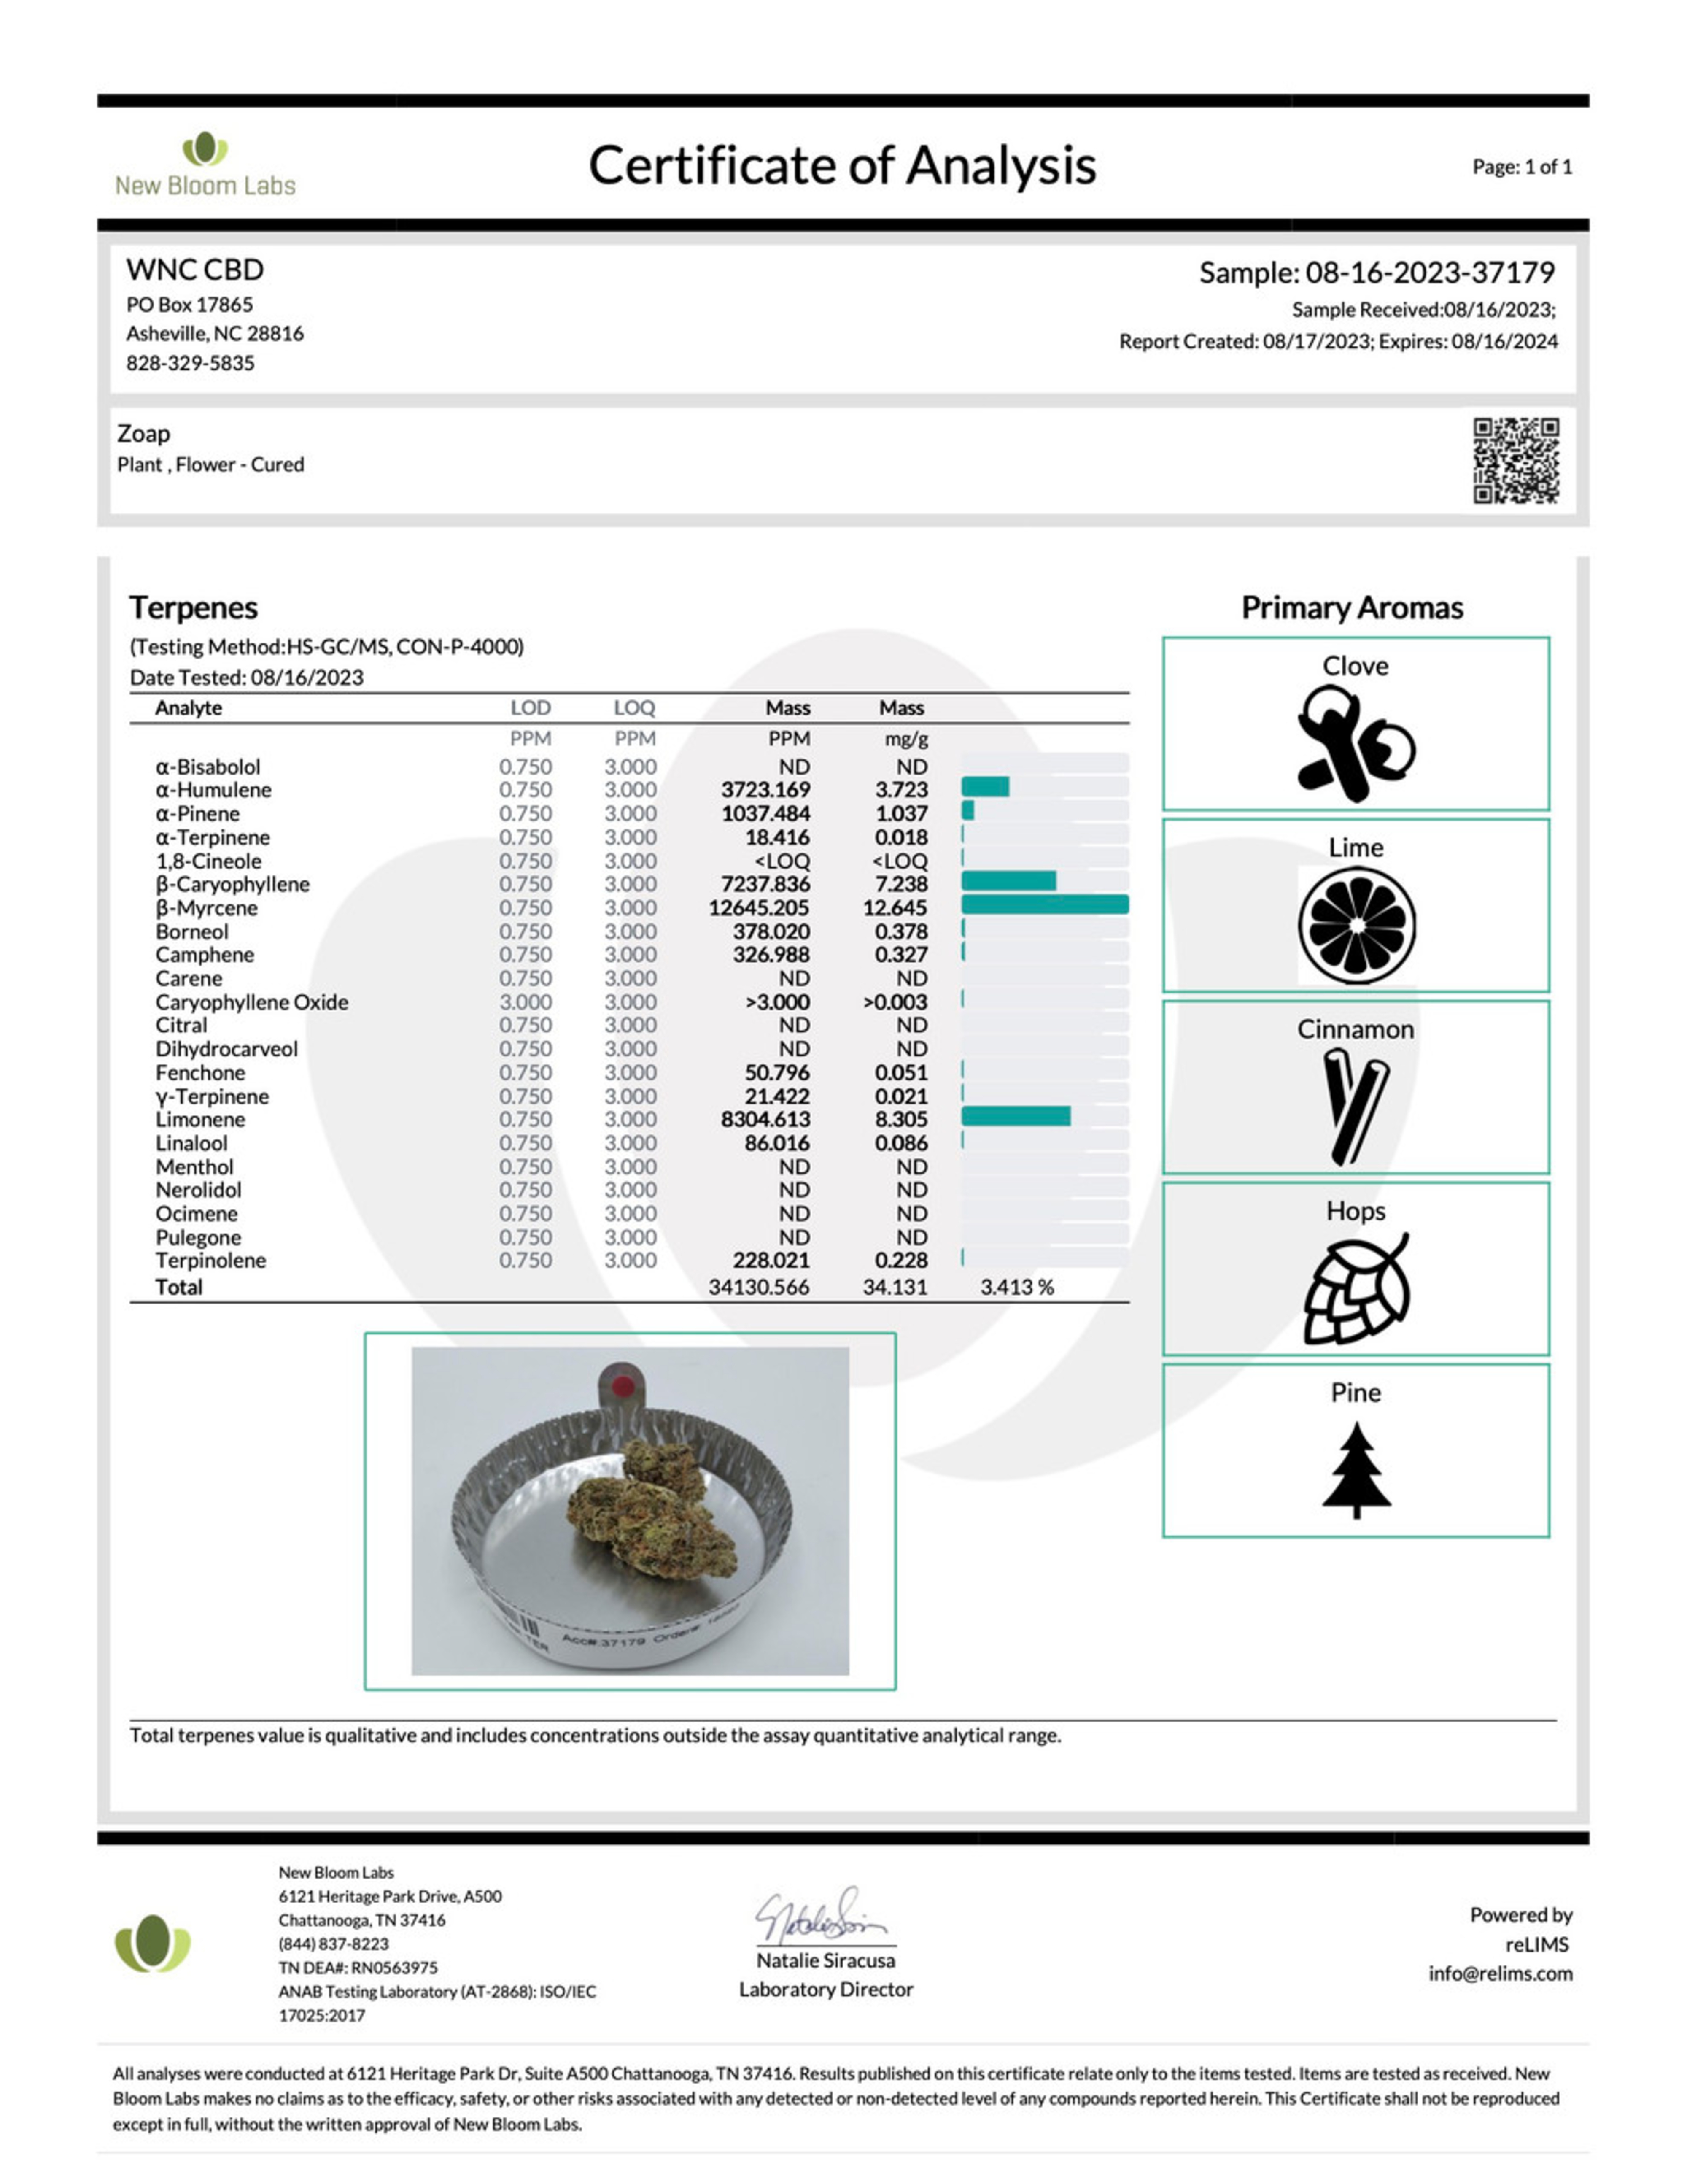 New Bloom Labs
Certificate of Analysis
Page: 1 of 1
WNC CBD
PO Box 17865
Asheville, NC 28816
828-329-5835
Sample: 08-16-2023-37179
Sample Received:08/16/2023;
Report Created: 08/17/2023; Expires: 08/16/2024
Zoap
Plant , Flower - Cured
Terpenes
(Testing Method:HS-GC/MS, CON-P-4000)
Date Tested: 08/16/2023
Analyte LOD LOQ Mass Mass
PPM PPM PPM mg/g
α-Bisabolol 0.750 3.000 ND ND
α-Humulene 0.750 3.000 3723.169 3.723
α-Pinene 0.750 3.000 1037.484 1.037
α-Terpinene 0.750 3.000 18.416 0.018
1,8-Cineole 0.750 3.000 <LOQ <LOQ
β-Caryophyllene 0.750 3.000 7237.836 7.238
β-Myrcene 0.750 3.000 12645.205 12.645
Borneol 0.750 3.000 378.020 0.378
Camphene 0.750 3.000 326.988 0.327
Carene 0.750 3.000 ND ND
Caryophyllene Oxide 3.000 3.000 >3.000 >0.003
Citral 0.750 3.000 ND ND
Dihydrocarveol 0.750 3.000 ND ND
Fenchone 0.750 3.000 50.796 0.051
γ-Terpinene 0.750 3.000 21.422 0.021
Limonene 0.750 3.000 8304.613 8.305
Linalool 0.750 3.000 86.016 0.086
Menthol 0.750 3.000 ND ND
Nerolidol 0.750 3.000 ND ND
Ocimene 0.750 3.000 ND ND
Pulegone 0.750 3.000 ND ND
Terpinolene 0.750 3.000 228.021 0.228
Total 34130.566 34.131 3.413 %
Primary Aromas
Clove
Lime
Cinnamon
Hops
Pine
Acc#:37179 Order#
Total terpenes value is qualitative and includes concentrations outside the assay quantitative analytical range.
New Bloom Labs
6121 Heritage Park Drive, A500
Chattanooga, TN 37416
(844) 837-8223
TN DEA#: RN0563975
ANAB Testing Laboratory (AT-2868): ISO/IEC
17025:2017
Natalie Siracusa
Laboratory Director
Powered by
reLIMS
info@relims.com
All analyses were conducted at 6121 Heritage Park Dr, Suite A500 Chattanooga, TN 37416. Results published on this certificate relate only to the items tested. Items are tested as received. New
Bloom Labs makes no claims as to the efficacy, safety, or other risks associated with any detected or non-detected level of any compounds reported herein. This Certificate shall not be reproduced
except in full, without the written approval of New Bloom Labs.